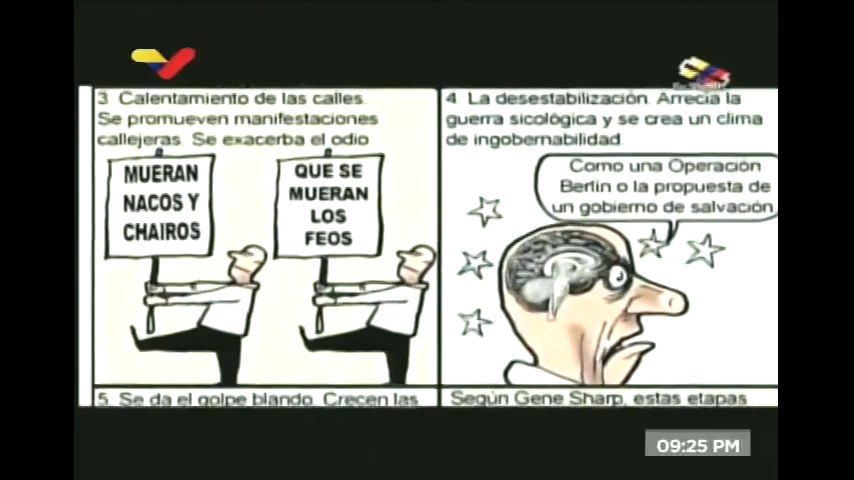 3. Calentamiento de las calles.
Se promueven manifestaciones
callejeras. Se exacerba el odio
MUERAN
NACOS Y
CHAIROS
QUE SE
MUERAN
LOS
FEOS
4. La desestabilización. Arrecia la
guerra sicológica y se crea un clima
de ingobernabilidad.
Como una Operación
Berlín o la propuesta de
un gobierno de salvación
5. Se da el golpe blando. Crecen las
Según Gene Sharp, estas etapas
09:25 PM